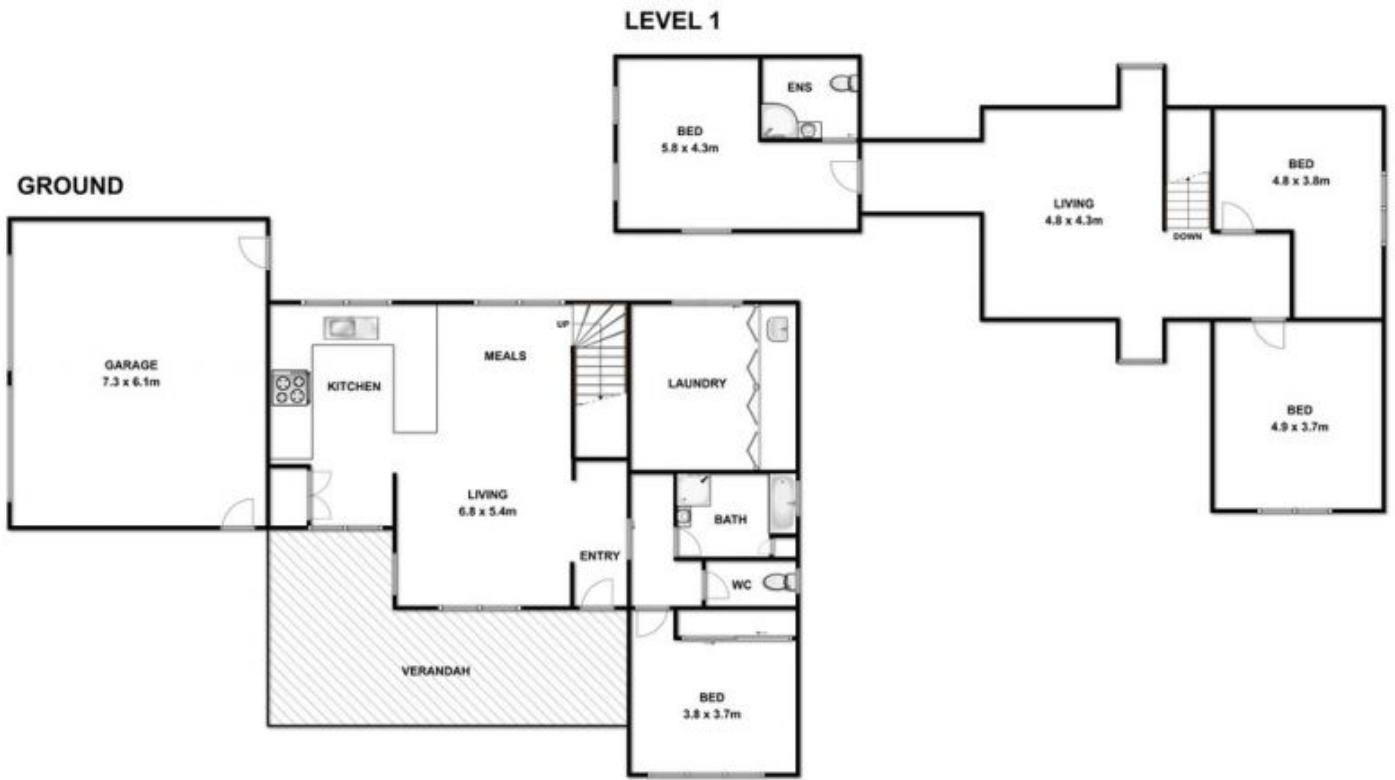 LEVEL 1
ENS
BED
5.8 x 4.3m
BED
4.8 x 3.8m
LIVING
4.8 x 4.3m
DOWN
BED
4.9 x 3.7m
GROUND
GARAGE
7.3 x 6.1m
UP
MEALS
KITCHEN
LAUNDRY
LIVING
6.8 x 5.4m
BATH
ENTRY
WC
VERANDAH
BED
3.8 x 3.7m